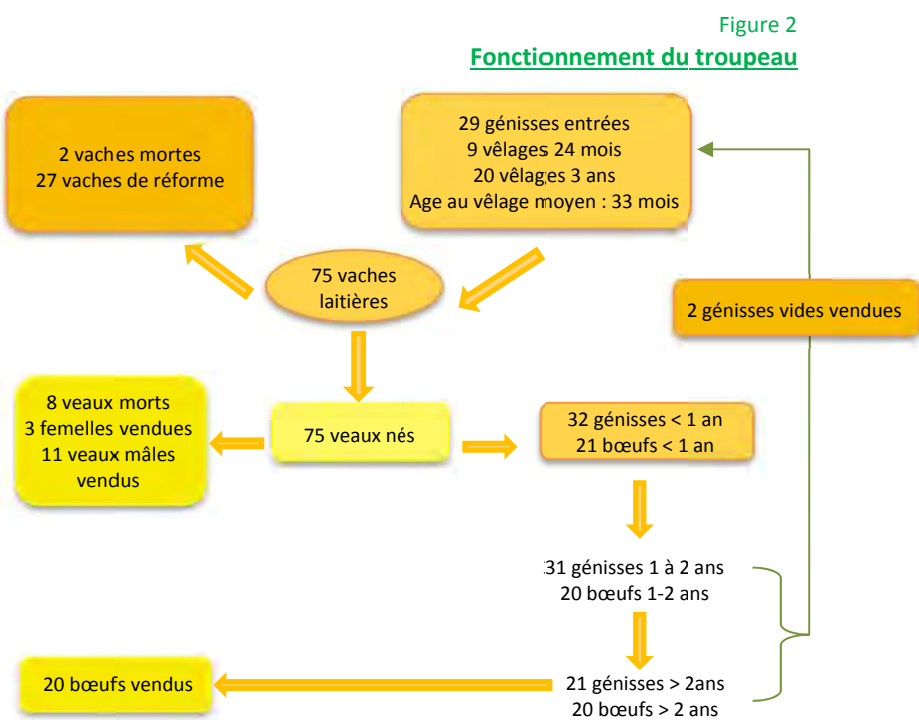 Figure 2
Fonctionnement du troupeau
2 vaches mortes
27 vaches de réforme
29 génisses entrées
9 vêlages 24 mois
20 vêlages 3 ans
Age au vêlage moyen : 33 mois
75 vaches
laitières
2 génisses vides vendues
8 veaux morts
3 femelles vendues
11 veaux mâles
vendus
75 veaux nés
32 génisses < 1 an
21 bœufs < 1 an
31 génisses 1 à 2 ans
20 bœufs 1-2 ans
20 bœufs vendus
21 génisses > 2ans
20 bœufs > 2 ans